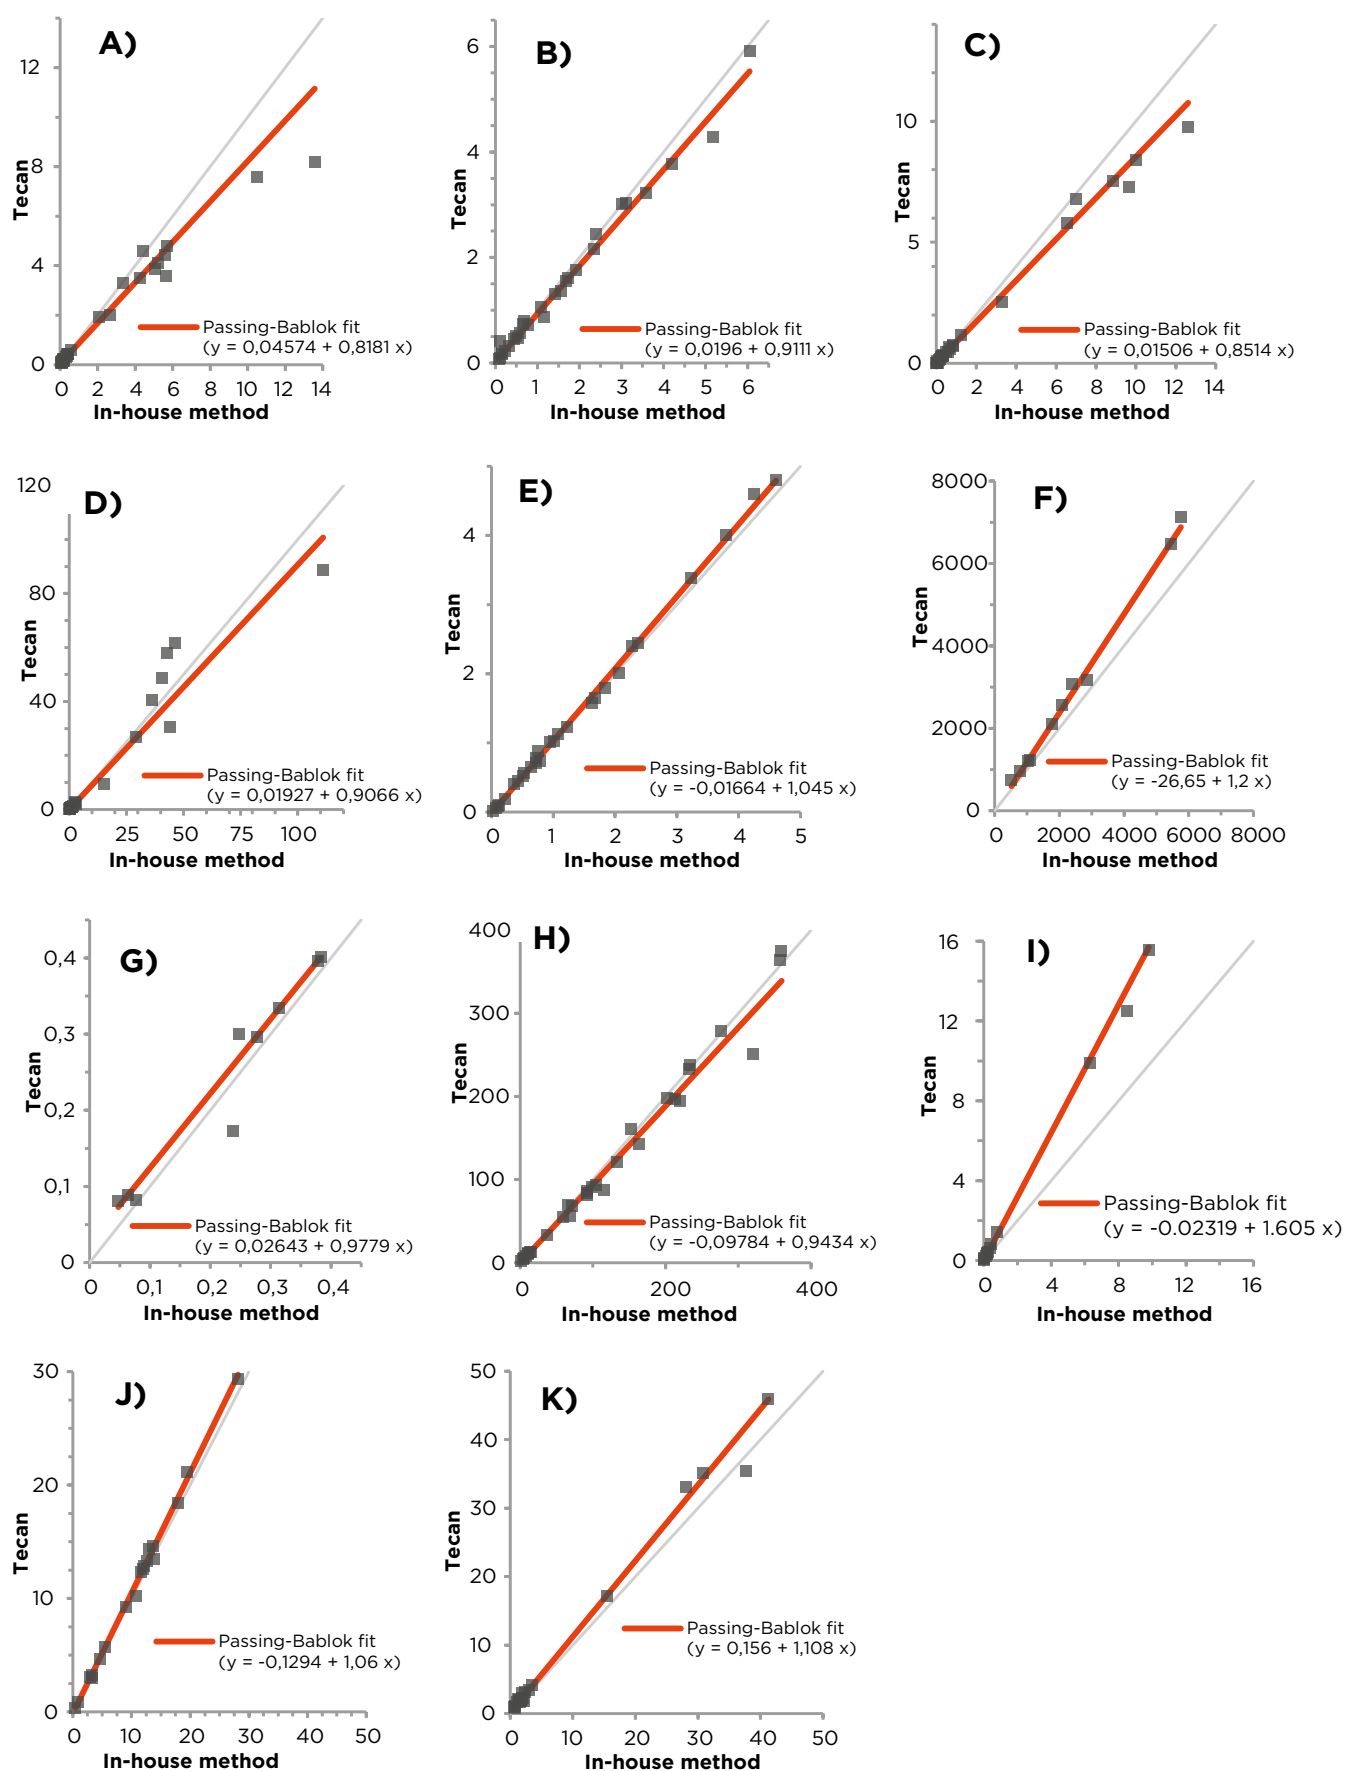 A)
12
8
4
0
Tecan
Passing-Bablok fit
(y = 0,04574 + 0,8181 x)
0 2 4 6 8 10 12 14
In-house method
B)
6
4
2
0
Tecan
Passing-Bablok fit
(y = 0,0196 + 0,9111 x)
0 1 2 3 4 5 6
In-house method
C)
10
5
0
Tecan
Passing-Bablok fit
(y = 0,01506 + 0,8514 x)
0 2 4 6 8 10 12 14
In-house method
D)
120
80
40
0
Tecan
Passing-Bablok fit
(y = 0,01927 + 0,9066 x)
0 25 50 75 100
In-house method
E)
4
2
0
Tecan
Passing-Bablok fit
(y = -0,01664 + 1,045 x)
0 1 2 3 4 5
In-house method
F)
8000
6000
4000
2000
0
Tecan
Passing-Bablok fit
(y = -26,65 + 1,2 x)
0 2000 4000 6000 8000
In-house method
G)
0,4
0,3
0,2
0,1
0
Tecan
Passing-Bablok fit
(y = 0,02643 + 0,9779 x)
0 0,1 0,2 0,3 0,4
In-house method
H)
400
300
200
100
0
Tecan
Passing-Bablok fit
(y = -0,09784 + 0,9434 x)
0 200 400
In-house method
I)
16
12
8
4
0
Tecan
Passing-Bablok fit
(y = -0.02319 + 1.605 x)
0 4 8 12 16
In-house method
J)
30
20
10
0
Tecan
Passing-Bablok fit
(y = -0,1294 + 1,06 x)
0 10 20 30 40 50
In-house method
K)
50
40
30
20
10
0
Tecan
Passing-Bablok fit
(y = 0,156 + 1,108 x)
0 10 20 30 40 50
In-house method